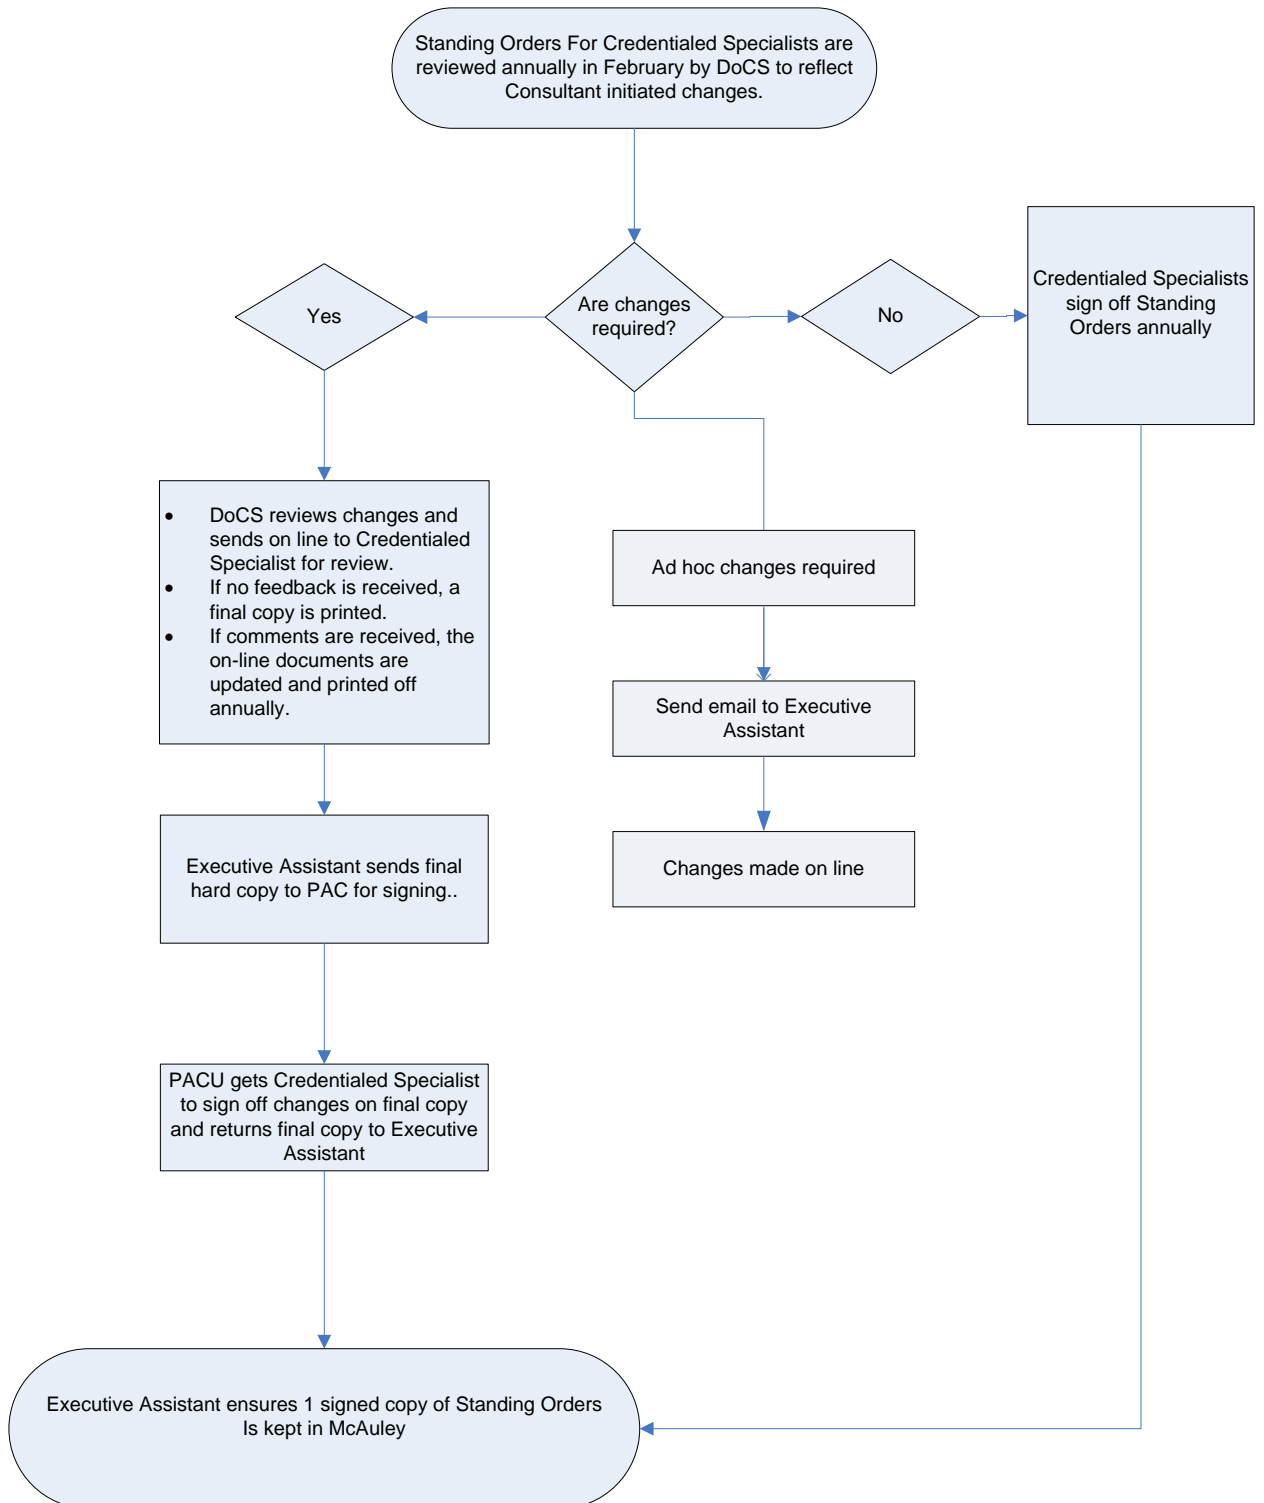 Standing Orders For Credentialed Specialists are
reviewed annually in February by DoCS to reflect
Consultant initiated changes.
Yes
Are changes
required?
No
Credentialed Specialists
sign off Standing
Orders annually
• DoCS reviews changes and
sends on line to Credentialed
Specialist for review.
• If no feedback is received, a
final copy is printed.
• If comments are received, the
on-line documents are
updated and printed off
annually.
Ad hoc changes required
Send email to Executive
Assistant
Changes made on line
Executive Assistant sends final
hard copy to PAC for signing..
PACU gets Credentialed Specialist
to sign off changes on final copy
and returns final copy to Executive
Assistant
Executive Assistant ensures 1 signed copy of Standing Orders
Is kept in McAuley